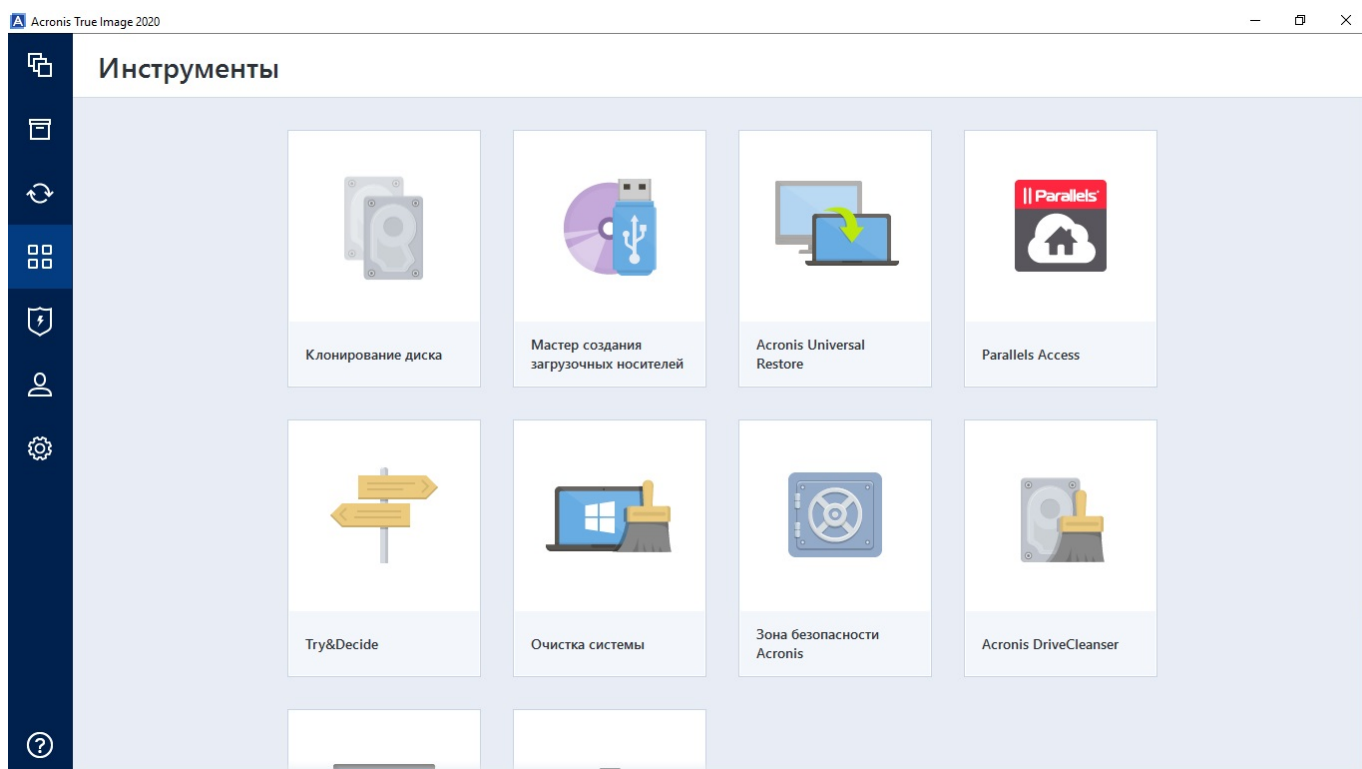 Acronis True Image 2020
Инструменты
Клонирование диска
Мастер создания
загрузочных носителей
Acronis Universal
Restore
|| Parallels
Parallels Access
Try&Decide
Очистка системы
Зона безопасности
Acronis
Acronis DriveCleanser